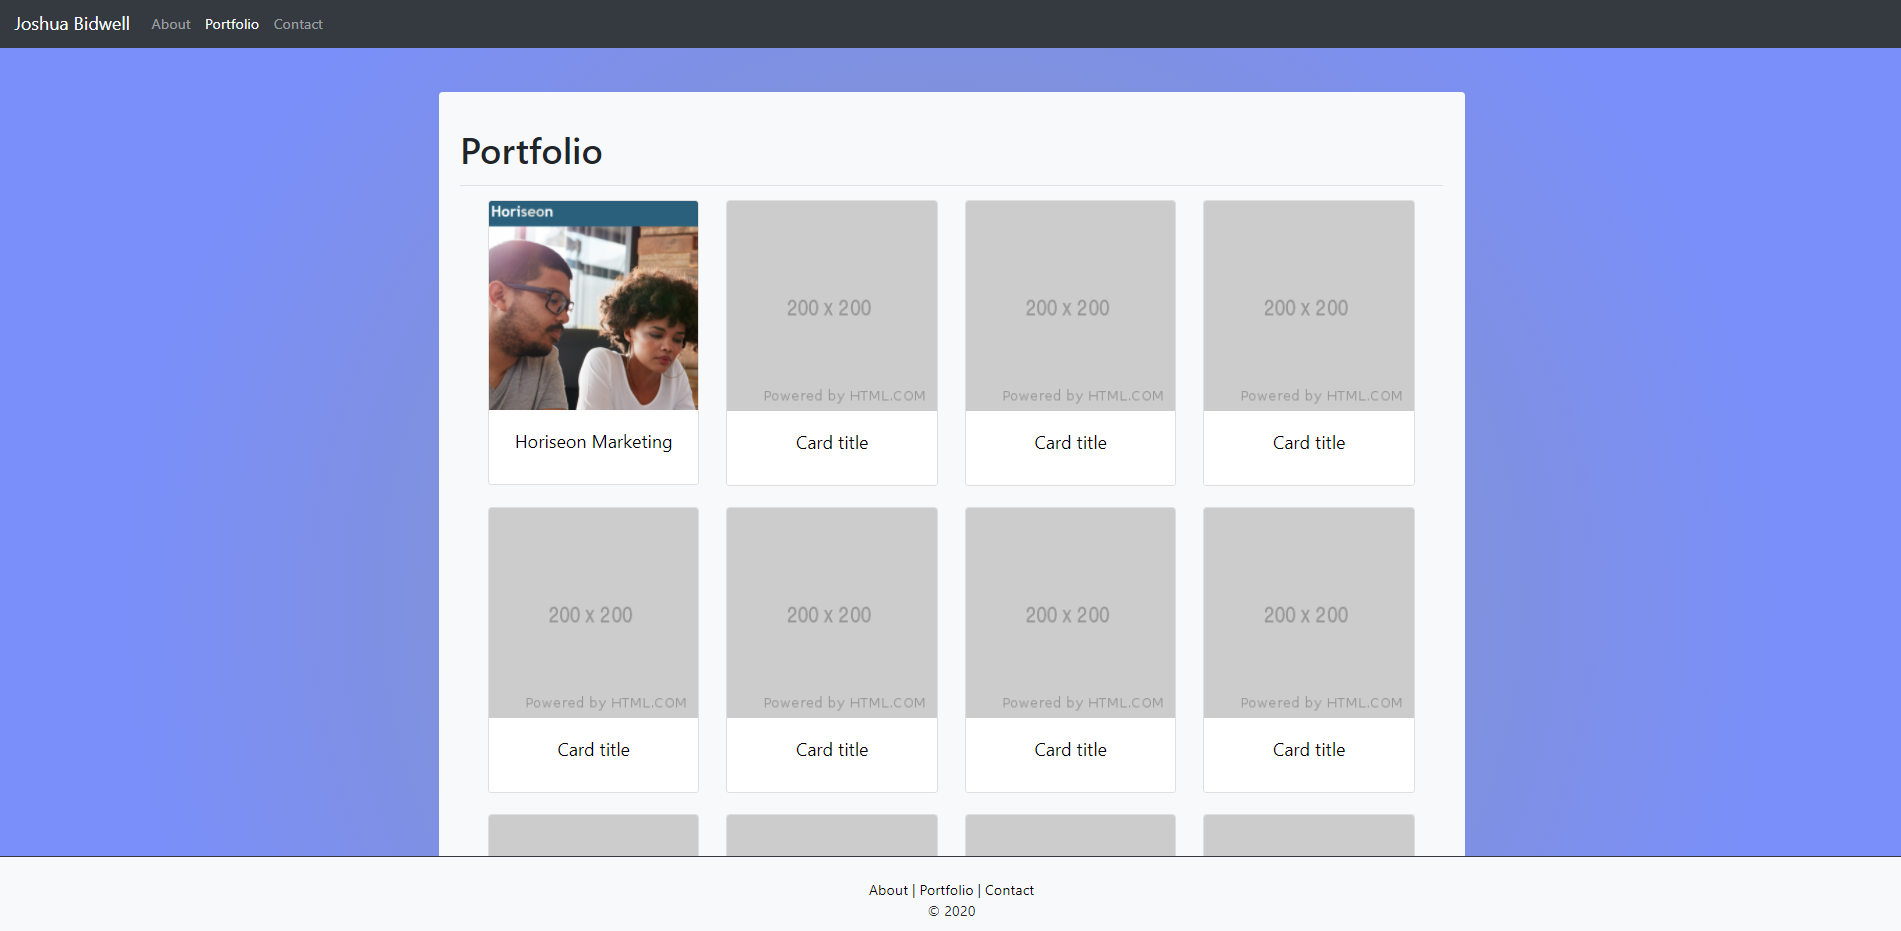 Joshua Bidwell About Portfolio Contact
Portfolio
Horiseon
200 x 200 200 x 200 200 x 200
Powered by HTML.COM Powered by HTML.COM Powered by HTML.COM
Horiseon Marketing Card title Card title Card title
200 x 200 200 x 200 200 x 200 200 x 200
Powered by HTML.COM Powered by HTML.COM Powered by HTML.COM Powered by HTML.COM
Card title Card title Card title Card title
About | Portfolio | Contact
© 2020